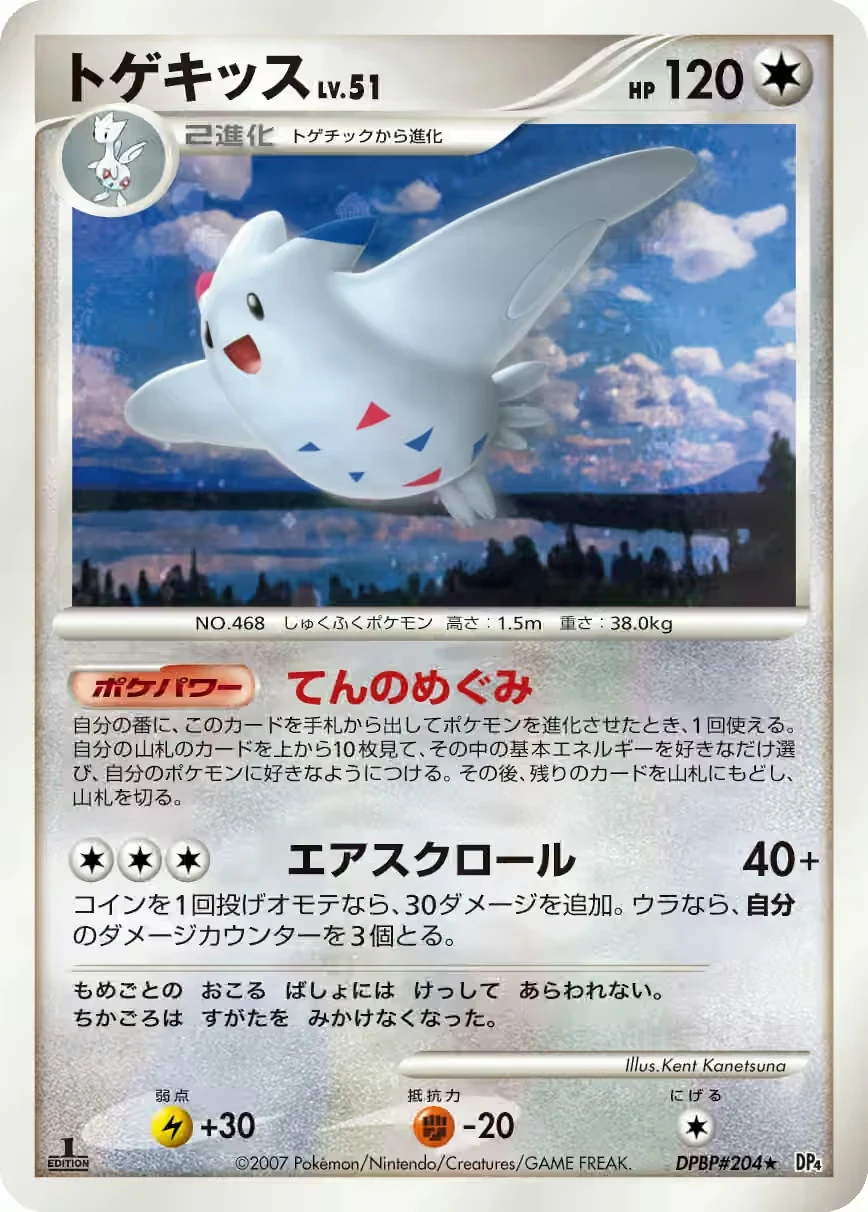 トゲキッス LV.51 HP 120
2進化 トゲチックから進化
NO.468 しゅくふくポケモン 高さ:1.5m 重さ:38.0kg
ポケパワー てんのめぐみ
自分の番に、このカードを手札から出してポケモンを進化させたとき、1回使える。
自分の山札のカードを上から10枚見て、その中の基本エネルギーを好きなだけ選
び、自分のポケモンに好きなようにつける。その後、残りのカードを山札にもどし、
山札を切る。
エアスクロール 40+
コインを1回投げオモテなら、30ダメージを追加。ウラなら、自分
のダメージカウンターを3個とる。
もめごとの おこる ばしょには けっして あらわれない。
ちかごろは すがたを みかけなくなった。
Illus.Kent Kanetsuna
弱点 抵抗力 にげる
+30 -20
1 EDITION ©2007 Pokémon/Nintendo/Creatures/GAME FREAK. DPBP#204★ DP4